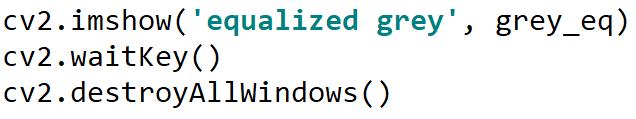 cv2.imshow('equalized grey', grey_eq)
cv2.waitKey()
cv2.destroyAllWindows()